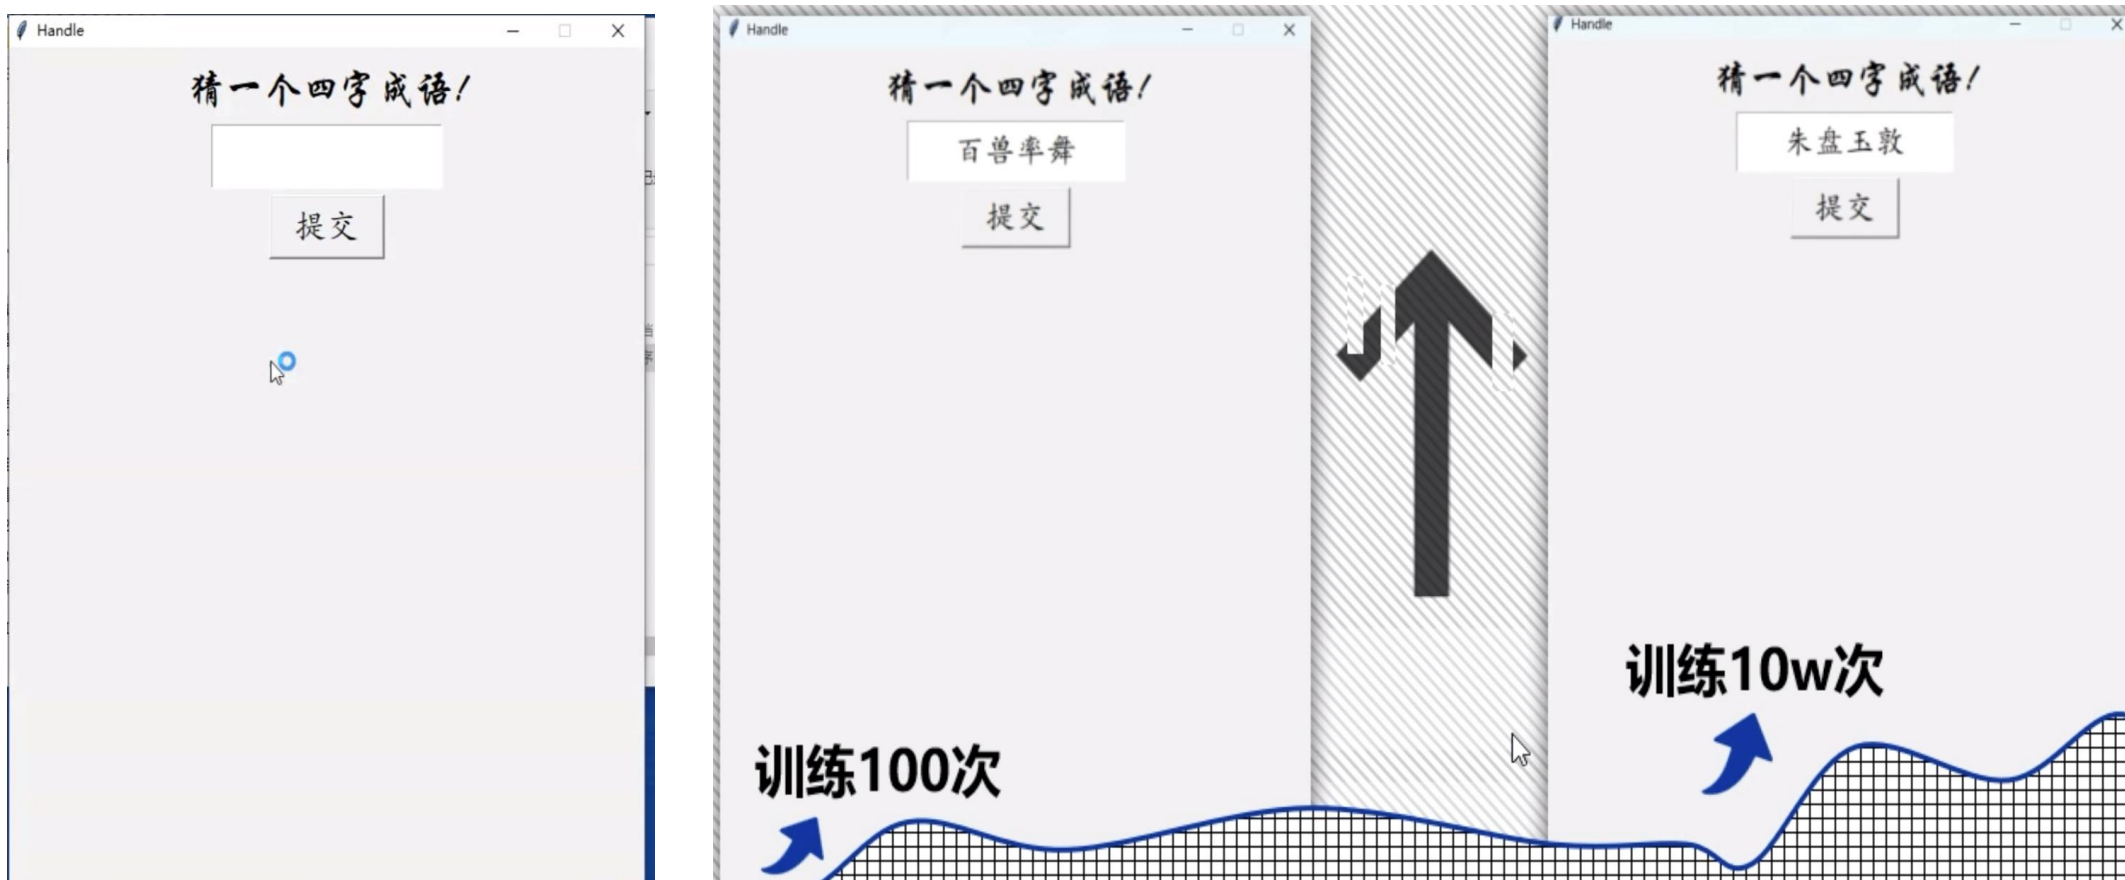 Handle
猜一个四字成语!
提交
Handle
猜一个四字成语!
百兽率舞
提交
训练100次
Handle
猜一个四字成语!
朱盘玉敦
提交
训练10w次